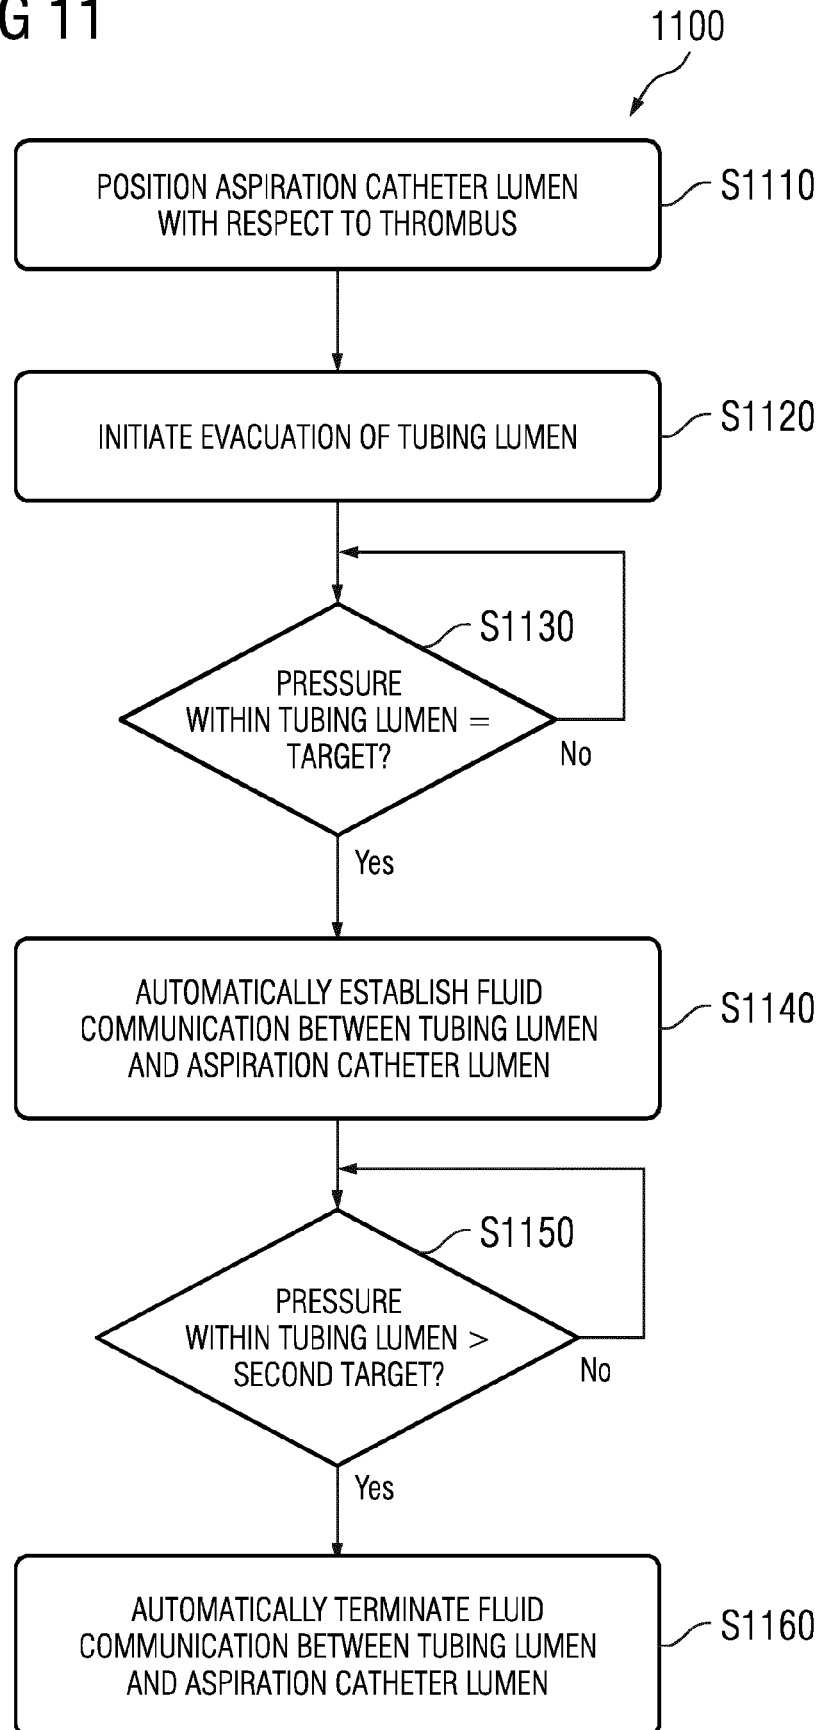 G 11
1100
POSITION ASPIRATION CATHETER LUMEN
WITH RESPECT TO THROMBUS
S1110
INITIATE EVACUATION OF TUBING LUMEN
S1120
S1130
PRESSURE
WITHIN TUBING LUMEN =
TARGET?
No
Yes
AUTOMATICALLY ESTABLISH FLUID
COMMUNICATION BETWEEN TUBING LUMEN
AND ASPIRATION CATHETER LUMEN
S1140
S1150
PRESSURE
WITHIN TUBING LUMEN >
SECOND TARGET?
No
Yes
AUTOMATICALLY TERMINATE FLUID
COMMUNICATION BETWEEN TUBING LUMEN
AND ASPIRATION CATHETER LUMEN
S1160